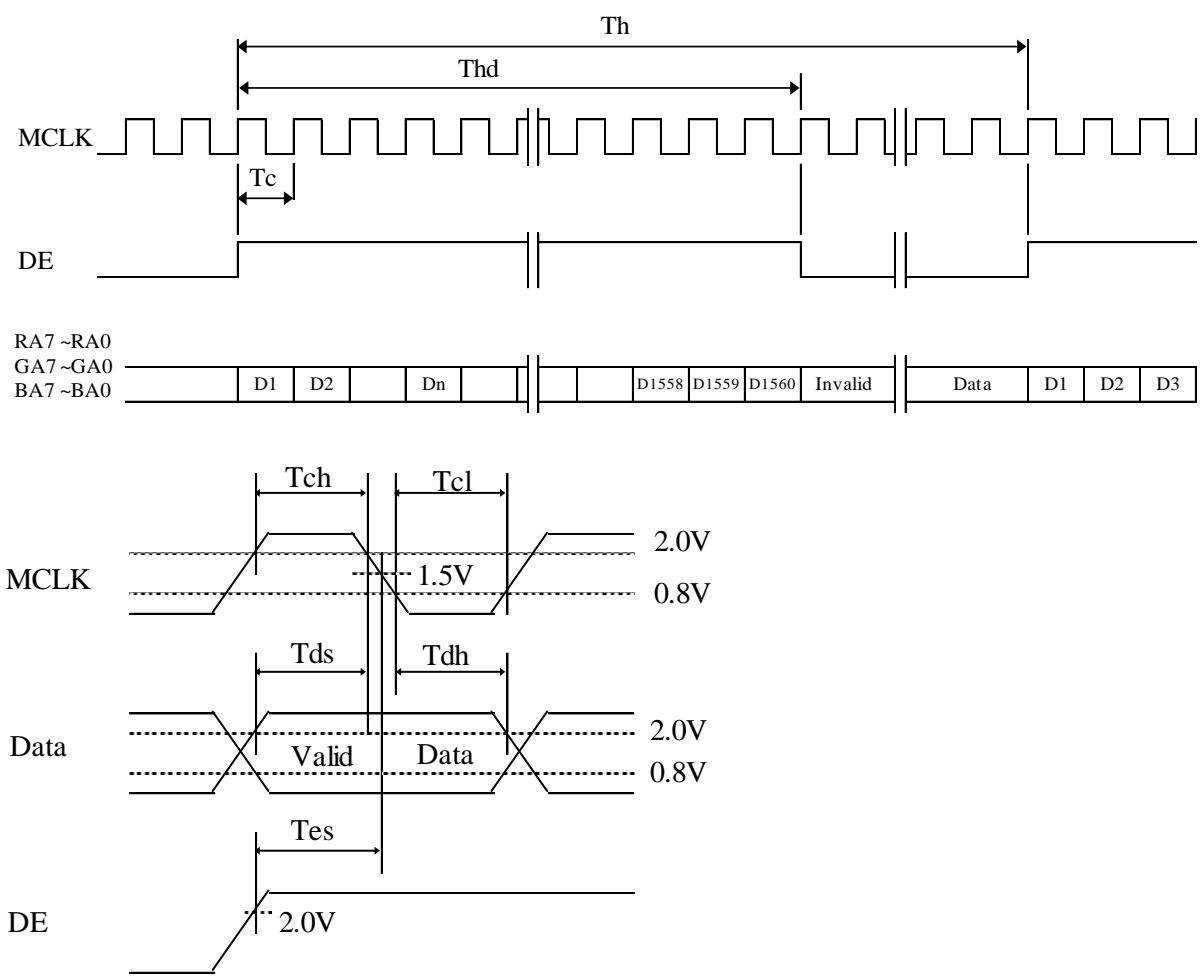 Th
Thd
MCLK
Tc
DE
RA7 ~RA0
GA7 ~GA0
BA7 ~BA0
D1 D2 Dn D1558 D1559 D1560 Invalid Data D1 D2 D3
Tch Tcl
2.0V
MCLK 1.5V
0.8V
Tds Tdh
2.0V
Data Valid Data
0.8V
Tes
DE 2.0V